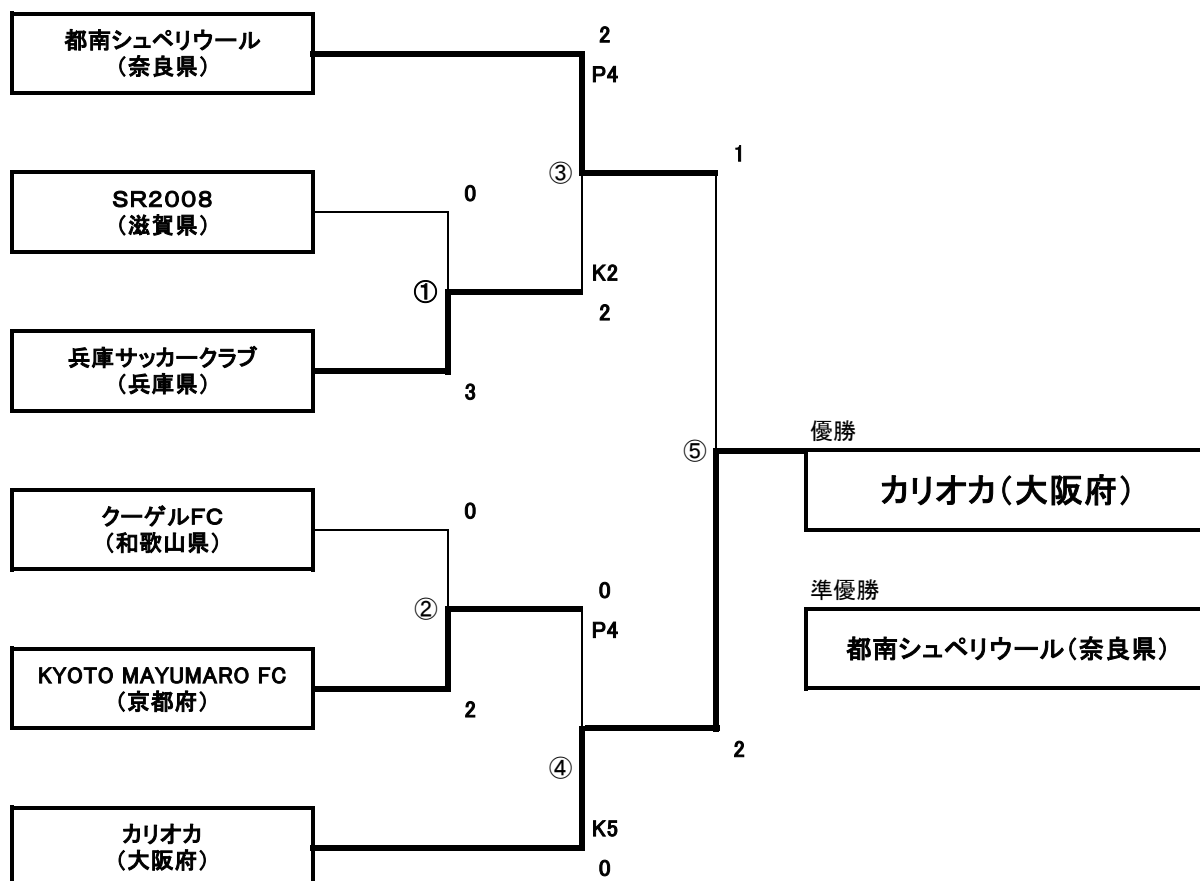 都南シュペリウール
（奈良県）
2
P4
1
③
SR2008
（滋賀県）
0
K2
①
2
兵庫サッカークラブ
（兵庫県）
3
優勝
⑤
カリオカ（大阪府）
クーゲルFC
（和歌山県）
0
0
準優勝
②
P4
都南シュペリウール（奈良県）
KYOTO MAYUMARO FC
（京都府）
2
2
④
カリオカ
（大阪府）
K5
0